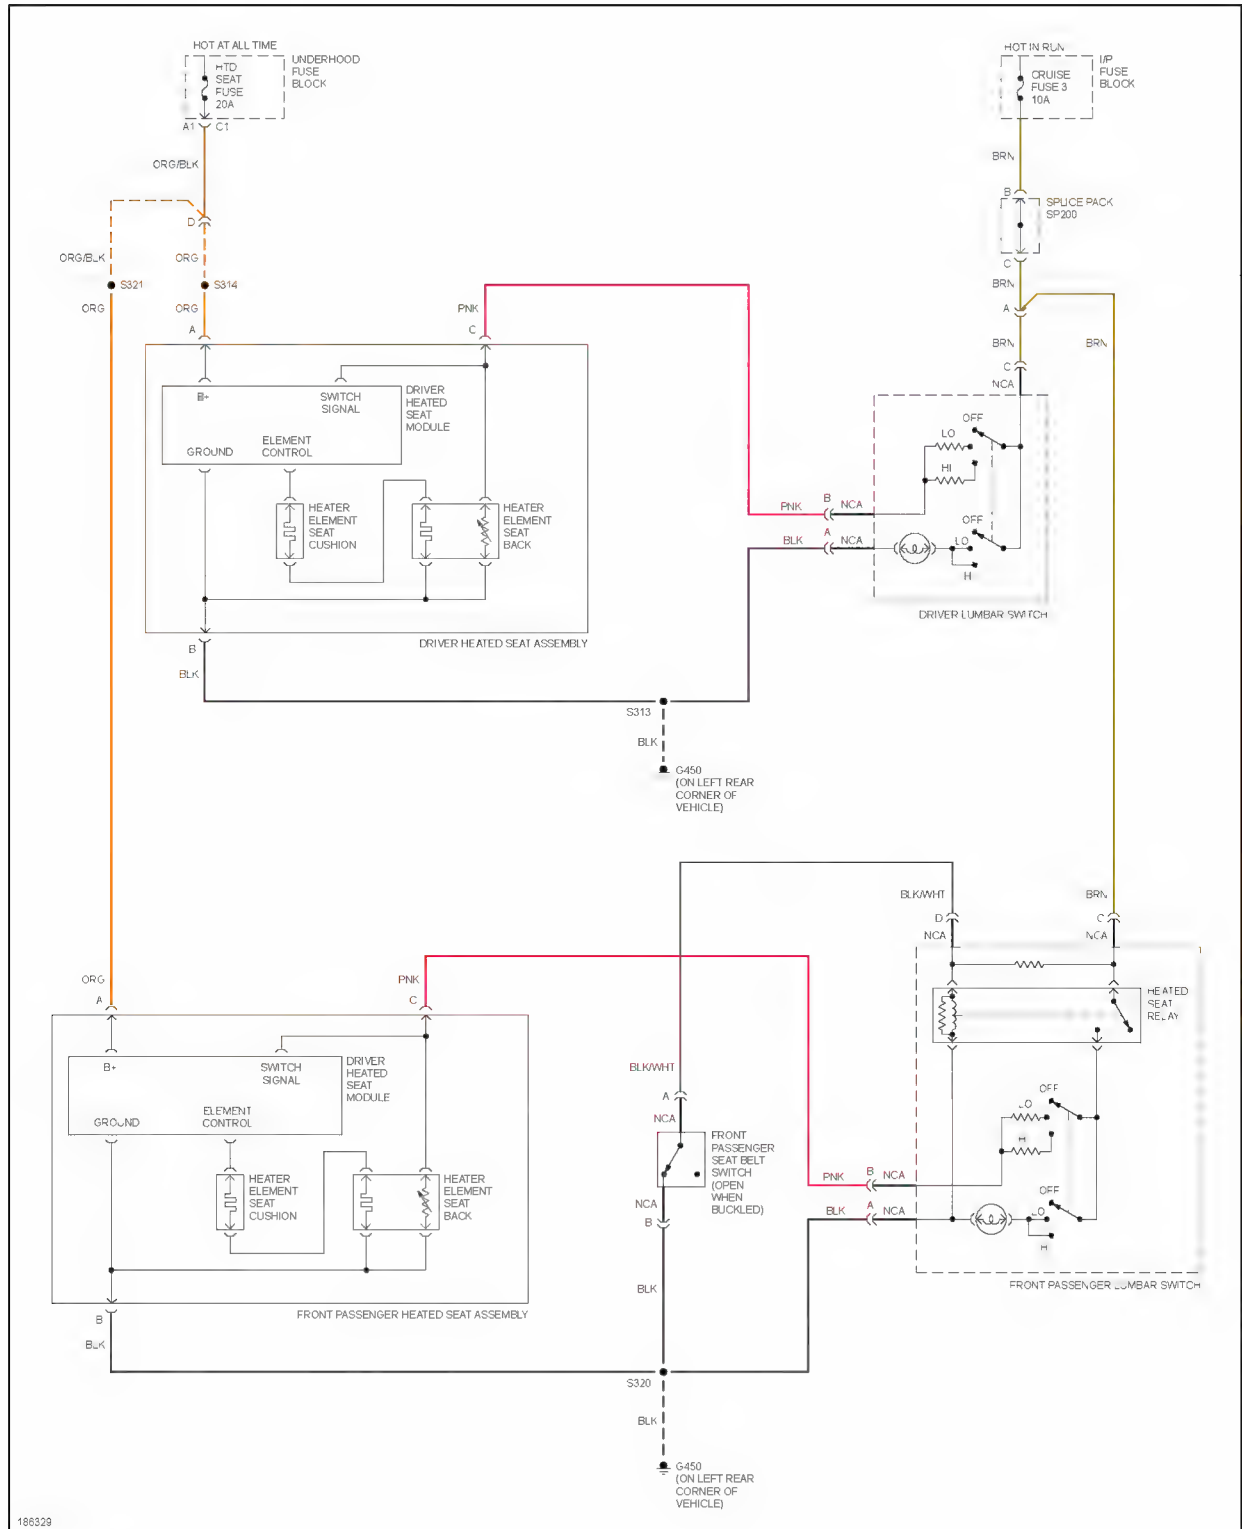 HOT AT ALL TIME
HTD
SEAT
FUSE
20A
UNDERHOOD
FUSE
BLOCK
A1
C1
ORG/BLK
D
ORG/BLK
ORG
S321
S314
ORG
ORG
A
PNK
C
HOT IN RUN
CRUISE
FUSE 3
10A
I/P
FUSE
BLOCK
BRN
B
SPLICE PACK
SP200
C
BRN
A
BRN
BRN
C
NCA
B+
SWITCH
SIGNAL
DRIVER
HEATED
SEAT
MODULE
GROUND
ELEMENT
CONTROL
HEATER
ELEMENT
SEAT
CUSHION
HEATER
ELEMENT
SEAT
BACK
DRIVER HEATED SEAT ASSEMBLY
B
BLK
OFF
LO
HI
PNK
B
NCA
BLK
A
NCA
OFF
LO
H
DRIVER LUMBAR SWITCH
S313
BLK
G450
(ON LEFT REAR
CORNER OF
VEHICLE)
BLK/WHT
D
NCA
BRN
C
NCA
ORG
A
PNK
C
HEATED
SEAT
RELAY
B+
SWITCH
SIGNAL
DRIVER
HEATED
SEAT
MODULE
GROUND
ELEMENT
CONTROL
HEATER
ELEMENT
SEAT
CUSHION
HEATER
ELEMENT
SEAT
BACK
FRONT PASSENGER HEATED SEAT ASSEMBLY
B
BLK
BLK/WHT
A
NCA
FRONT
PASSENGER
SEAT BELT
SWITCH
(OPEN
WHEN
BUCKLED)
NCA
B
BLK
OFF
LO
H
PNK
B
NCA
BLK
A
NCA
OFF
LO
H
FRONT PASSENGER LUMBAR SWITCH
S320
BLK
G450
(ON LEFT REAR
CORNER OF
VEHICLE)
186329